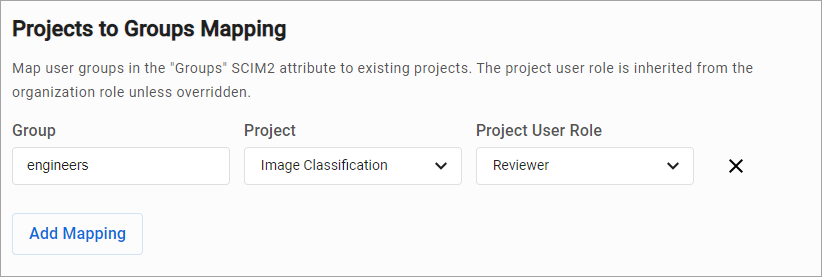 Projects to Groups Mapping
Map user groups in the "Groups" SCIM2 attribute to existing projects. The project user role is inherited from the
organization role unless overridden.
Group Project Project User Role
engineers Image Classification Reviewer
Add Mapping